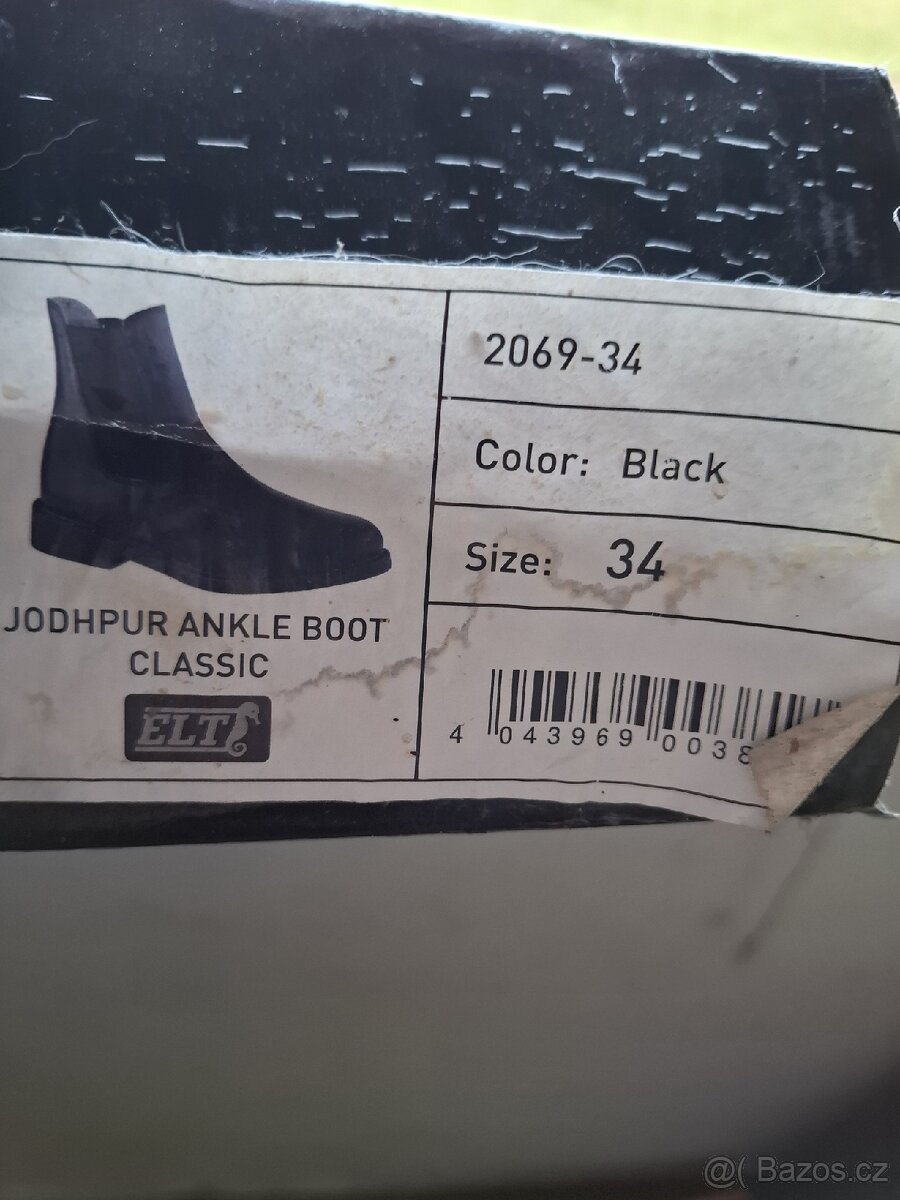 2069-34
Color: Black
Size: 34
JODHPUR ANKLE BOOT
CLASSIC
ELT
4 043969 0038
@( Bazos.cz